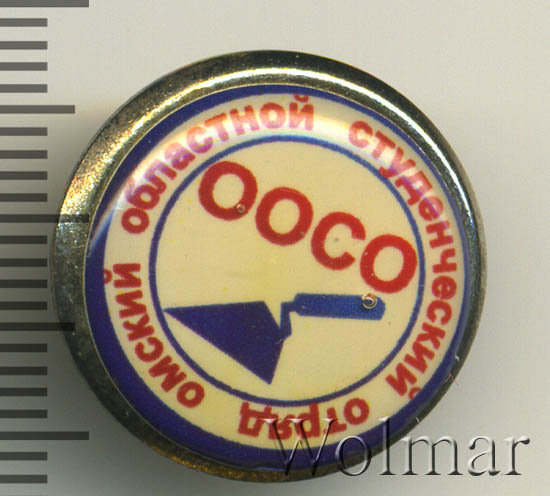 омский областной студенческий отряд
ООСО
Wolmar